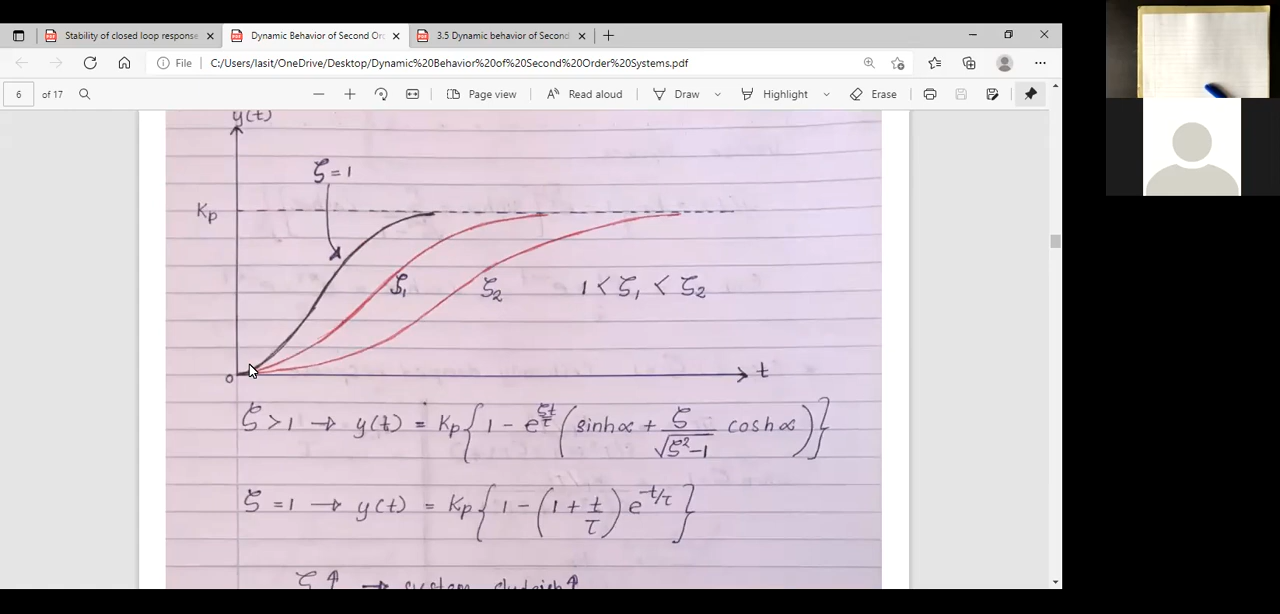 Stability of closed loop response
Dynamic Behavior of Second Or
3.5 Dynamic behavior of Second
File
C:/Users/lasit/OneDrive/Desktop/Dynamic%20Behavior%20of%20Second%20Order%20Systems.pdf
6 of 17
Page view
Read aloud
Draw
Highlight
Erase
y(t)
ζ = 1
Kp
ζ₁ ζ₂ 1 < ζ₁ < ζ₂
0 t
ζ > 1 → y(t) = Kp{1 - e^(ζt/τ) (sinh∝ + ζ/√(ζ²-1) cosh∝)}
ζ = 1 → y(t) = Kp{1 - (1 + t/τ) e^(-t/τ)}
ζ ↑ → system